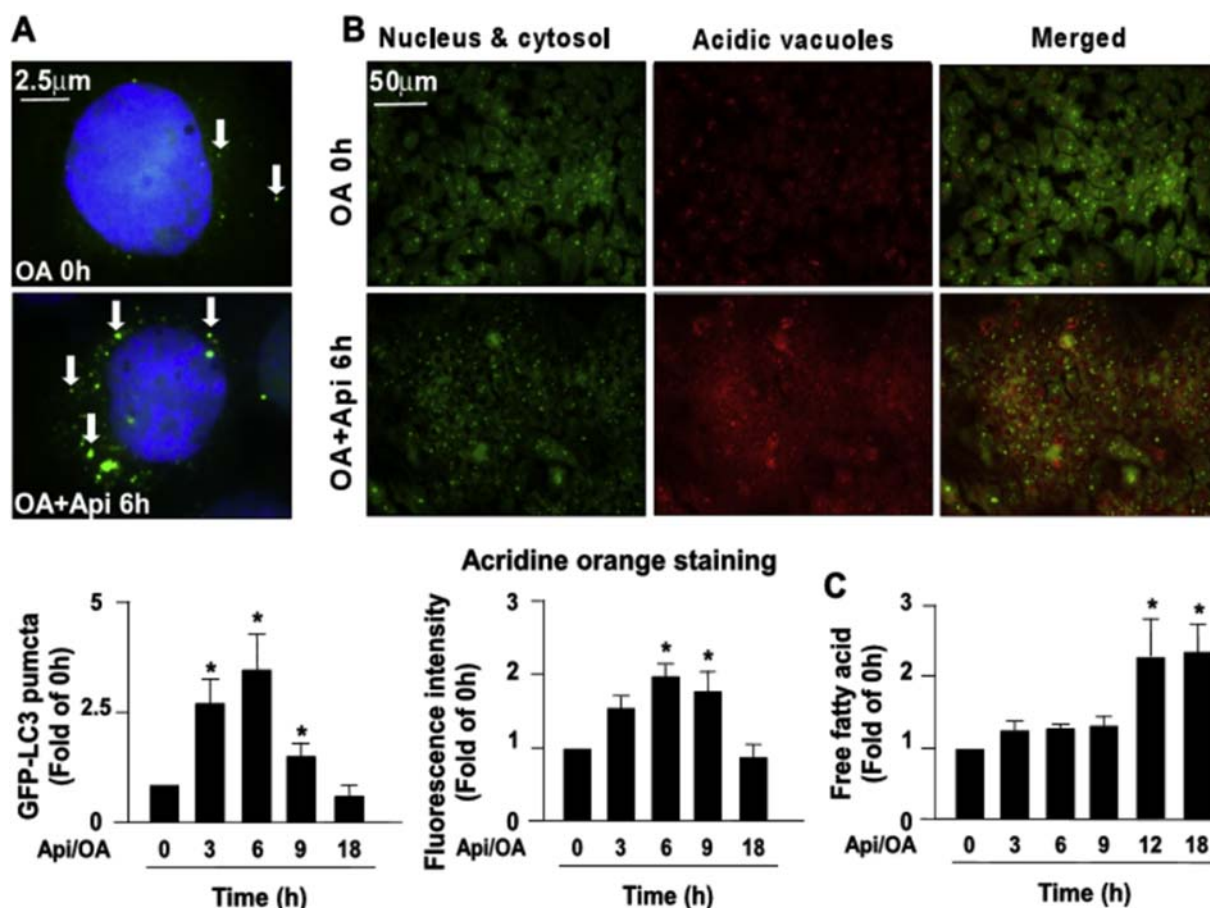 A
B
Nucleus & cytosol
Acidic vacuoles
Merged
2.5μm
50μm
OA 0h
OA 0h
OA+Api 6h
OA+Api 6h
Acridine orange staining
C
GFP-LC3 pumcta
(Fold of 0h)
5
2.5
0
* * *
Api/OA 0 3 6 9 18
Time (h)
Fluorescence intensity
(Fold of 0h)
3
2
1
0
* *
Api/OA 0 3 6 9 18
Time (h)
Free fatty acid
(Fold of 0h)
3
2
1
0
* *
Api/OA 0 3 6 9 12 18
Time (h)